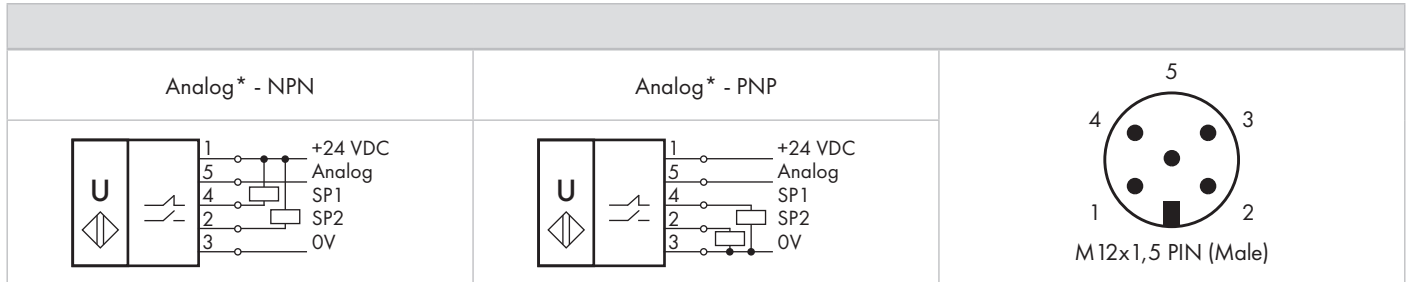 Analog* - NPN
Analog* - PNP
U
1 +24 VDC
5 Analog
4 SP1
2 SP2
3 0V
U
1 +24 VDC
5 Analog
4 SP1
2 SP2
3 0V
5
4 3
1 2
M12x1,5 PIN (Male)